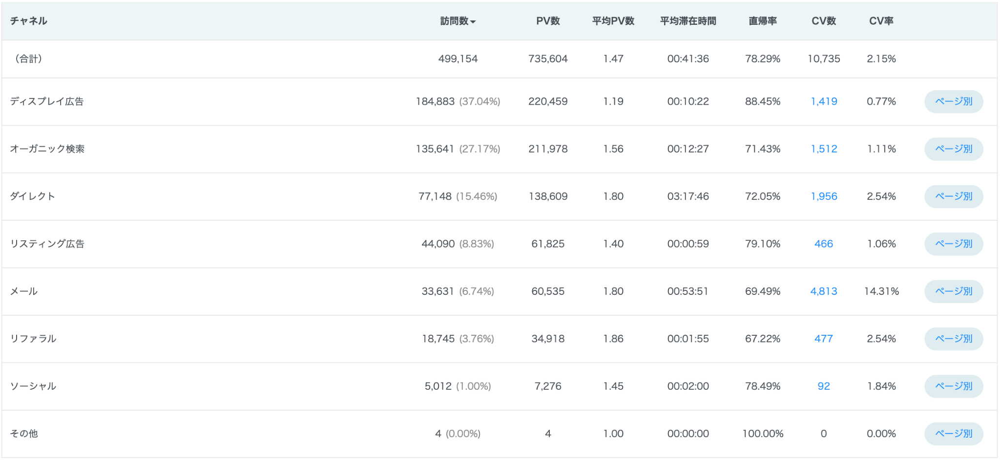 チャネル 訪問数 PV数 平均PV数 平均滞在時間 直帰率 CV数 CV率
（合計） 499,154 735,604 1.47 00:41:36 78.29% 10,735 2.15%
ディスプレイ広告 184,883 (37.04%) 220,459 1.19 00:10:22 88.45% 1,419 0.77% ページ別
オーガニック検索 135,641 (27.17%) 211,978 1.56 00:12:27 71.43% 1,512 1.11% ページ別
ダイレクト 77,148 (15.46%) 138,609 1.80 03:17:46 72.05% 1,956 2.54% ページ別
リスティング広告 44,090 (8.83%) 61,825 1.40 00:00:59 79.10% 466 1.06% ページ別
メール 33,631 (6.74%) 60,535 1.80 00:53:51 69.49% 4,813 14.31% ページ別
リファラル 18,745 (3.76%) 34,918 1.86 00:01:55 67.22% 477 2.54% ページ別
ソーシャル 5,012 (1.00%) 7,276 1.45 00:02:00 78.49% 92 1.84% ページ別
その他 4 (0.00%) 4 1.00 00:00:00 100.00% 0 0.00% ページ別